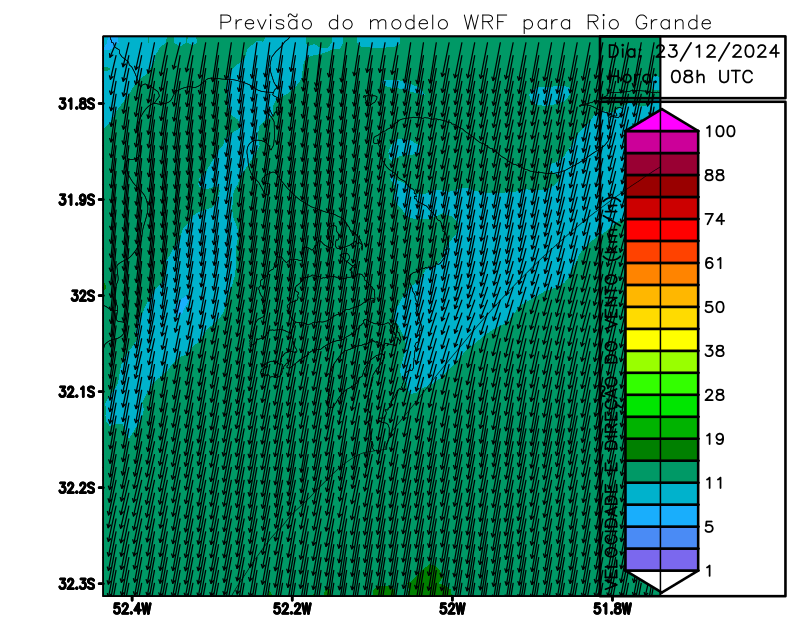 Previsão do modelo WRF para Rio Grande
Dia: 23/12/2024
Hora: 08h UTC
31.8S
31.9S
32S
32.1S
32.2S
32.3S
52.4W
52.2W
52W
51.8W
VELOCIDADE E DIREÇÃO DO VENTO (km/h)
100
88
74
61
50
38
28
19
11
5
1